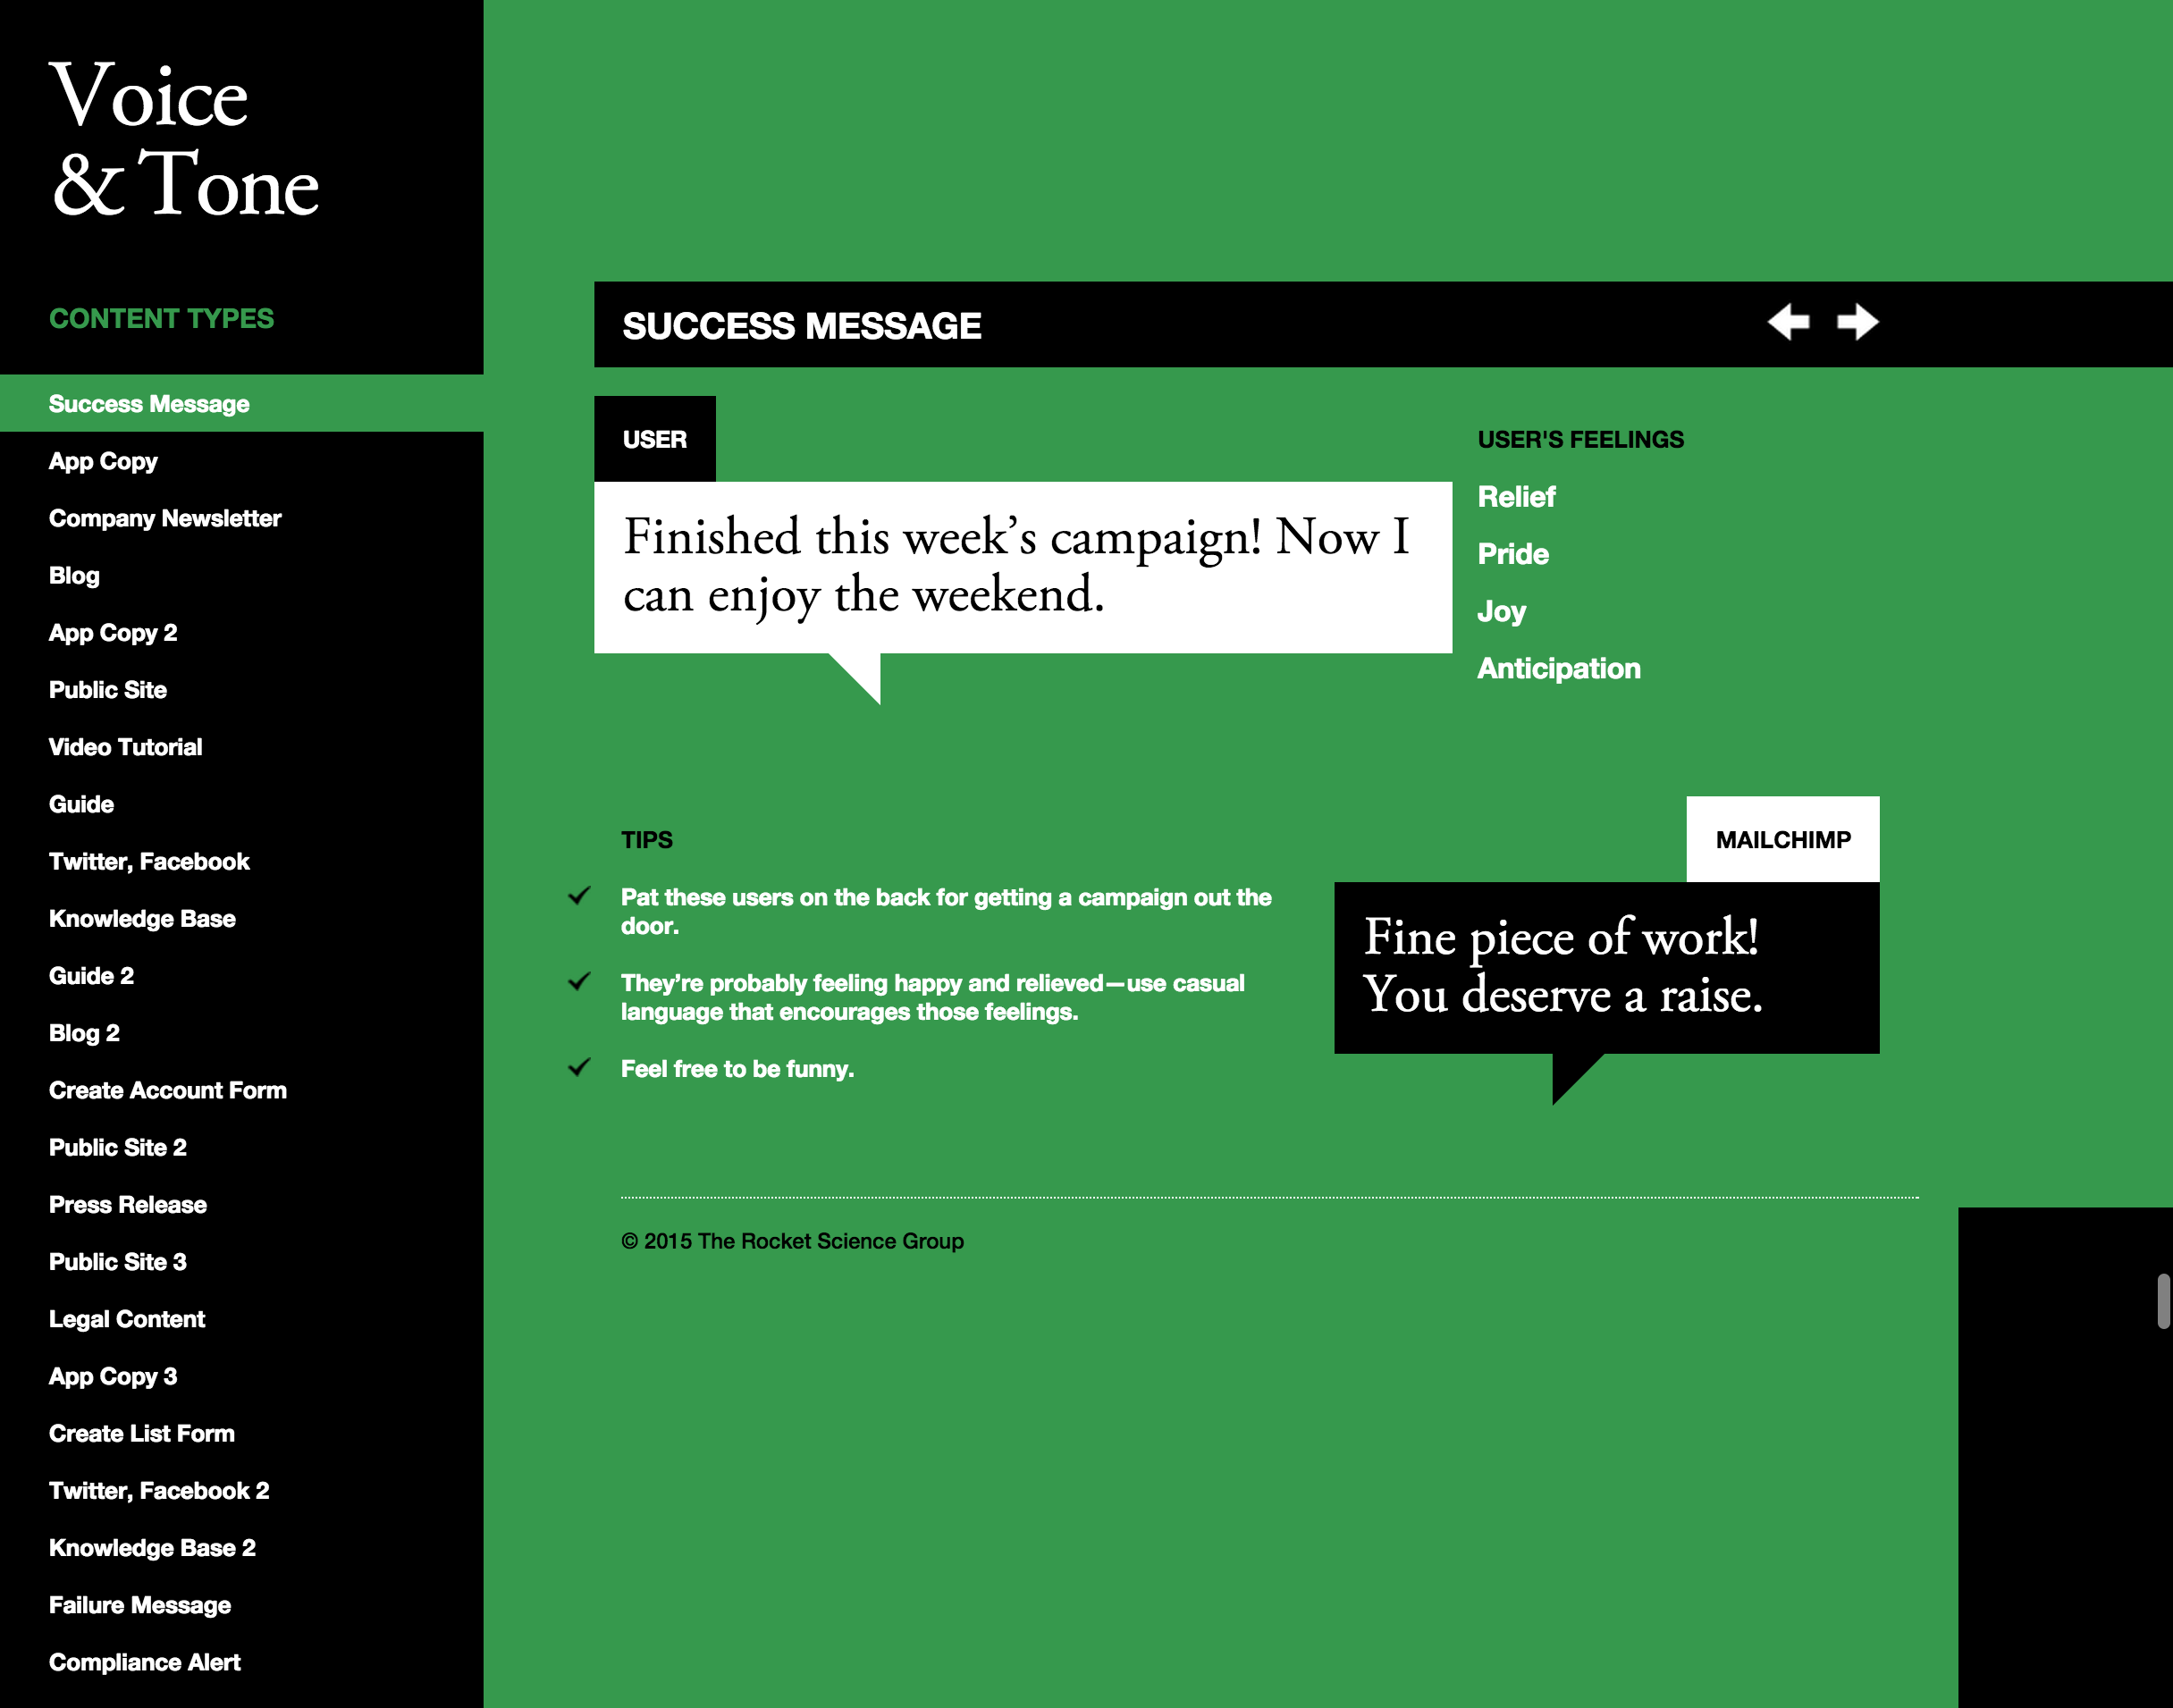 Voice
& Tone
CONTENT TYPES
Success Message
App Copy
Company Newsletter
Blog
App Copy 2
Public Site
Video Tutorial
Guide
Twitter, Facebook
Knowledge Base
Guide 2
Blog 2
Create Account Form
Public Site 2
Press Release
Public Site 3
Legal Content
App Copy 3
Create List Form
Twitter, Facebook 2
Knowledge Base 2
Failure Message
Compliance Alert
SUCCESS MESSAGE
USER
Finished this week’s campaign! Now I
can enjoy the weekend.
USER'S FEELINGS
Relief
Pride
Joy
Anticipation
TIPS
Pat these users on the back for getting a campaign out the
door.
They’re probably feeling happy and relieved—use casual
language that encourages those feelings.
Feel free to be funny.
MAILCHIMP
Fine piece of work!
You deserve a raise.
© 2015 The Rocket Science Group